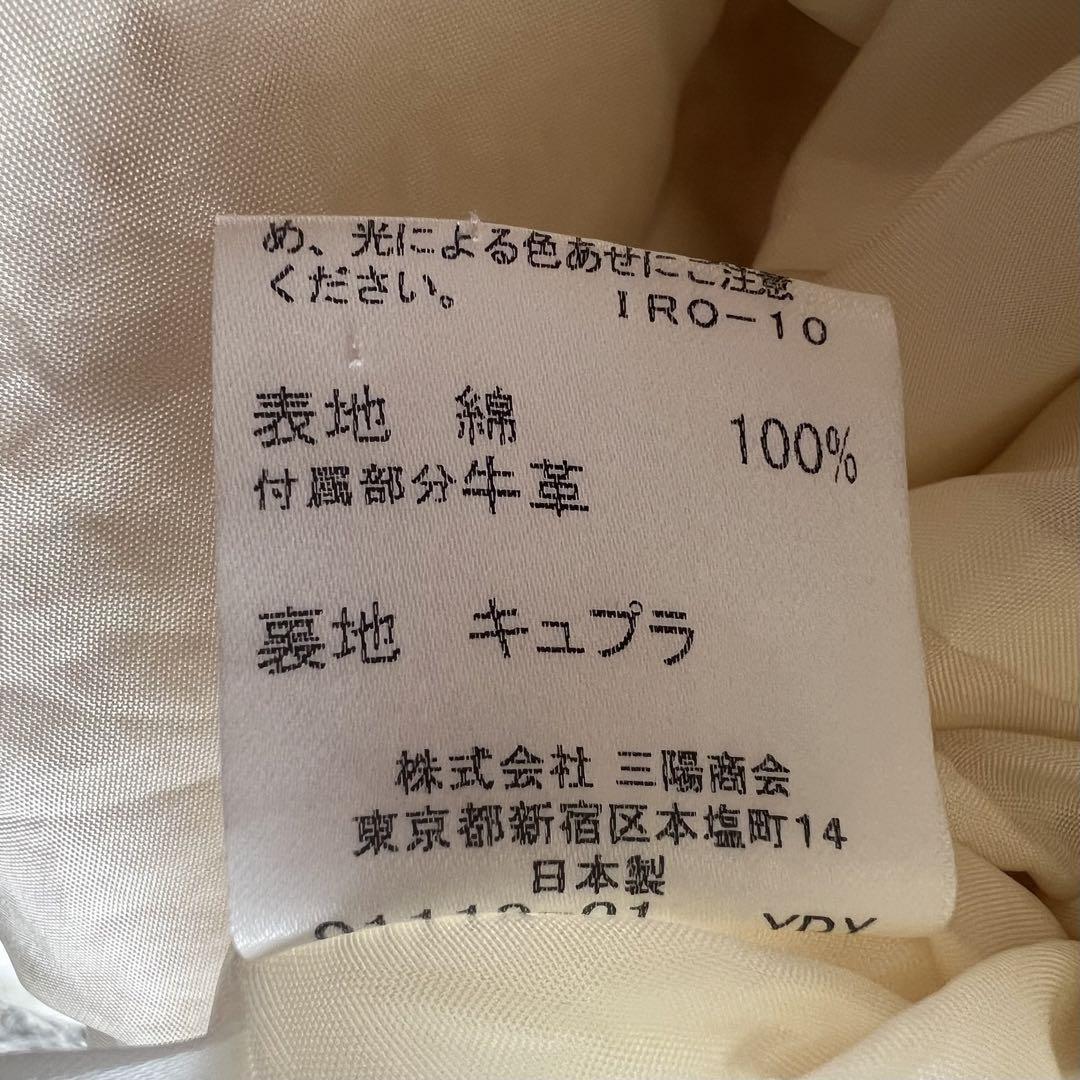 め、光による色あせにご注意
ください。 IRO-10
表地 綿 100%
付属部分牛革
裏地 キュプラ
株式会社 三陽商会
東京都新宿区本塩町14
日本製